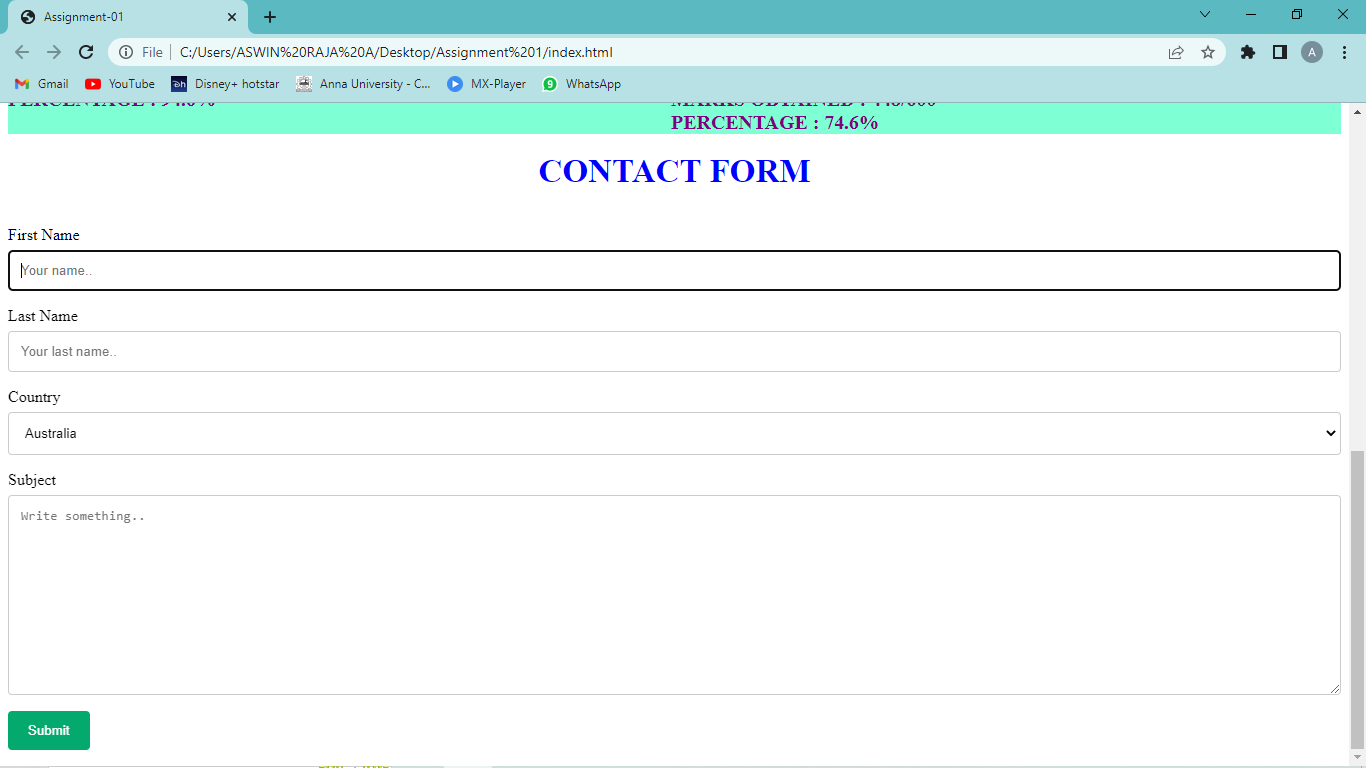 Assignment-01
File C:/Users/ASWIN%20RAJA%20A/Desktop/Assignment%201/index.html A
Gmail YouTube Disney+ hotstar Anna University - C... MX-Player WhatsApp
PERCENTAGE : 74.6%
CONTACT FORM
First Name
Your name..
Last Name
Your last name..
Country
Australia
Subject
Write something..
Submit